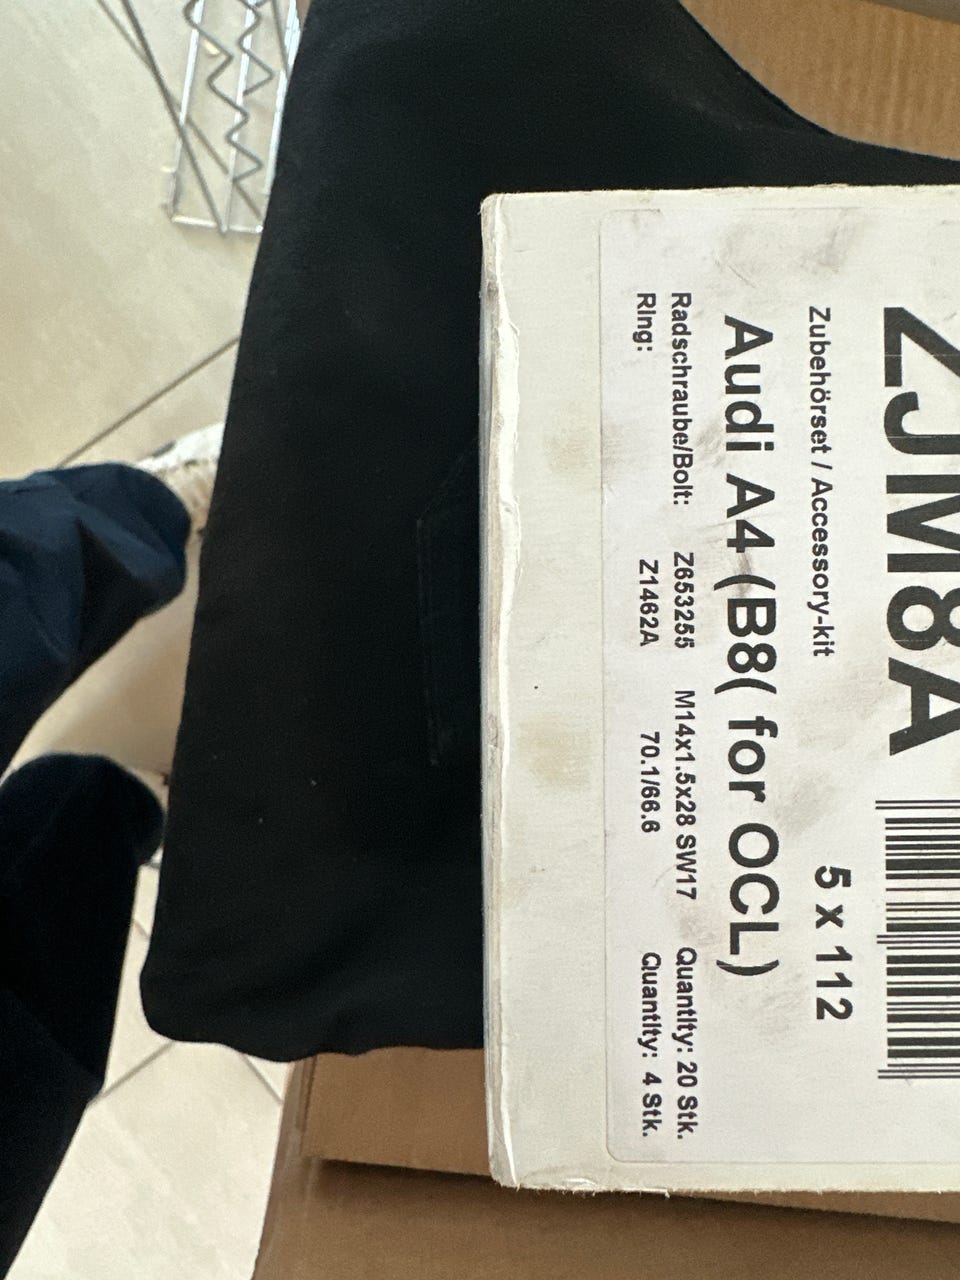 ZJM8A
Zubehörset / Accessory-kit 5 x 112
Audi A4 (B8( for OCL)
Radschraube/Bolt: Z653255 M14x1.5x28 SW17 Quantity: 20 Stk.
Ring: Z1462A 70.1/66.6 Quantity: 4 Stk.